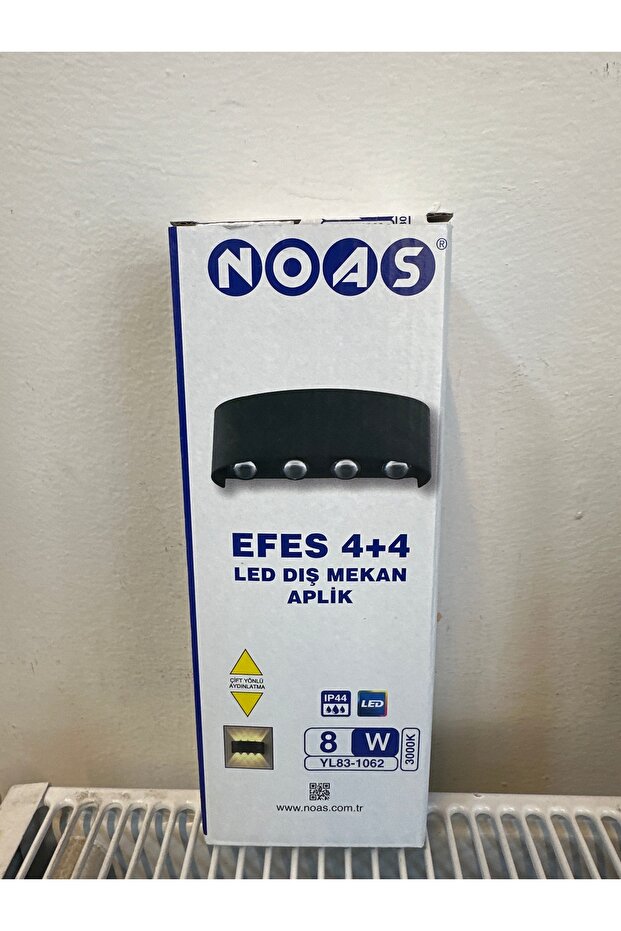 NOAS®
EFES 4+4
LED DIŞ MEKAN
APLİK
ÇİFT YÖNLÜ
AYDINLATMA
IP44
LED
8 W
3000K
YL83-1062
www.noas.com.tr